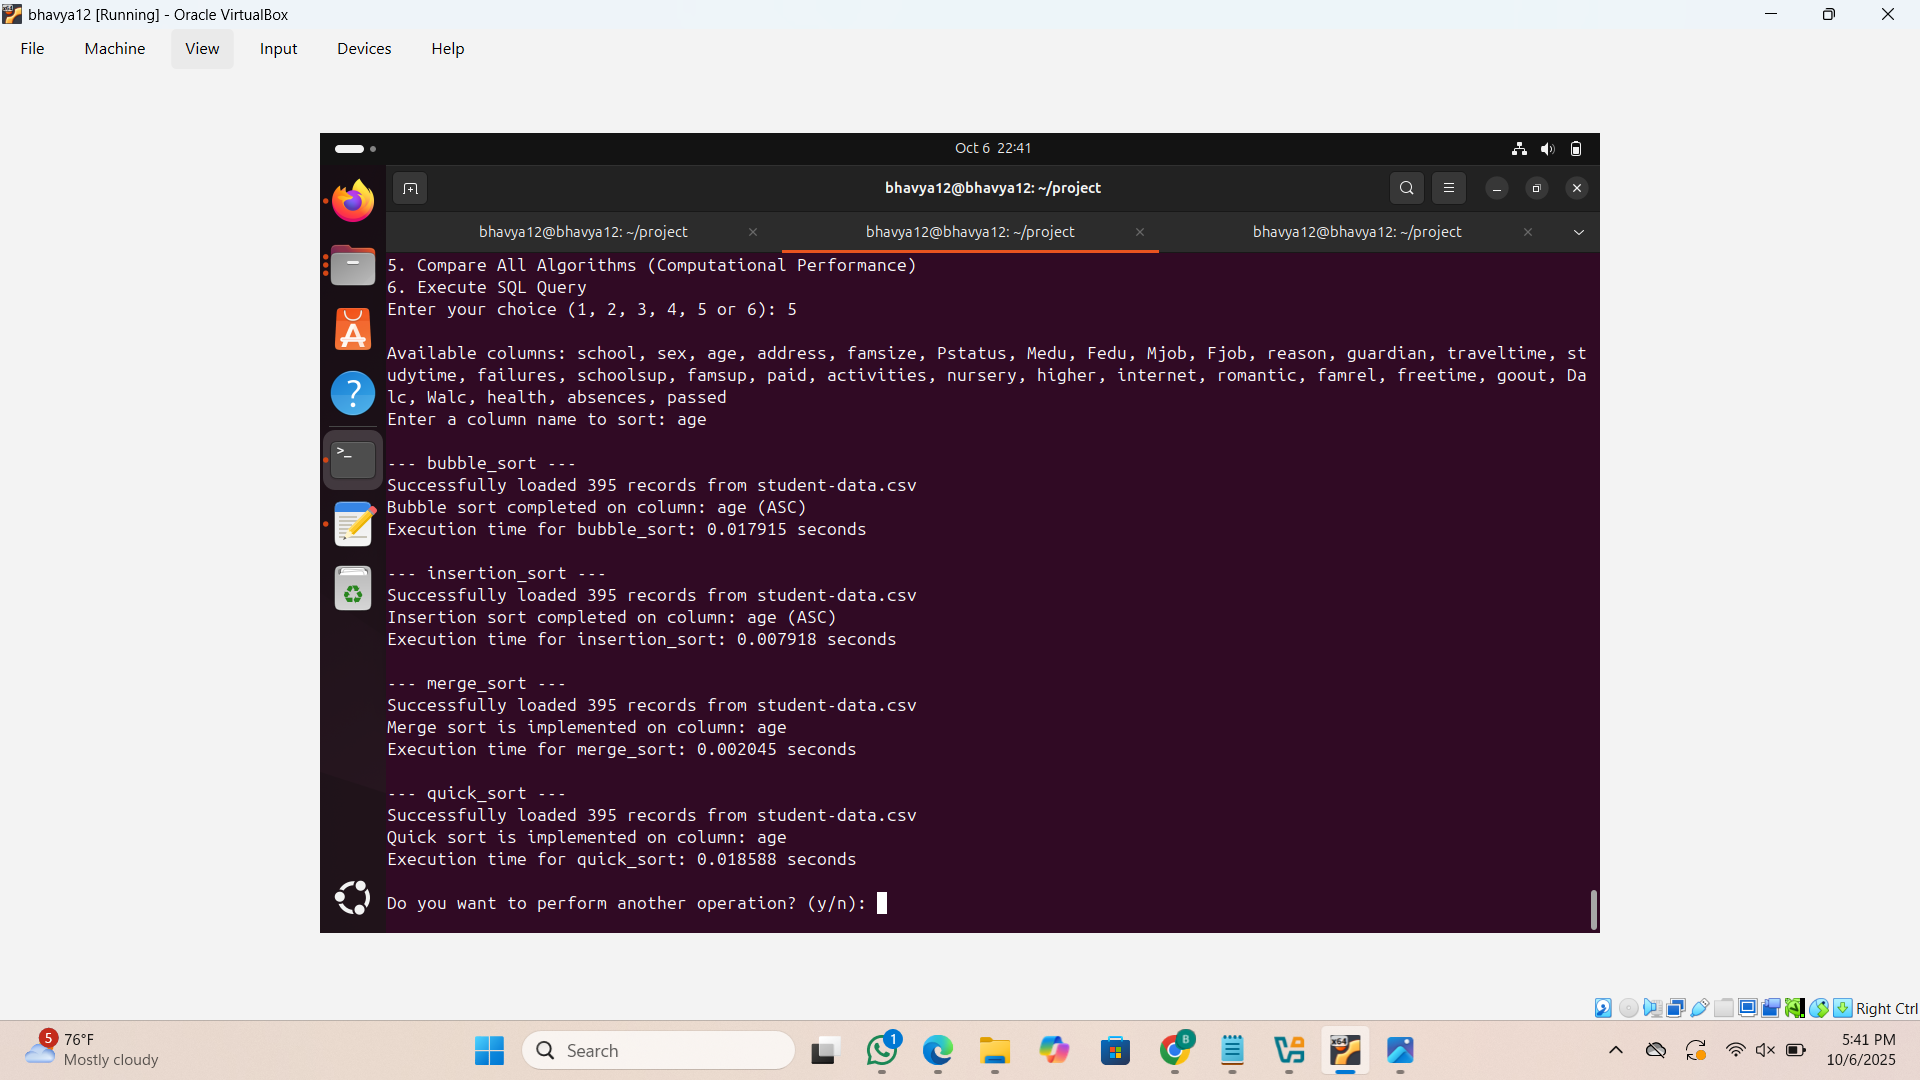 bhavya12 [Running] - Oracle VirtualBox
File Machine View Input Devices Help
Oct 6 22:41
bhavya12@bhavya12: ~/project
bhavya12@bhavya12: ~/project bhavya12@bhavya12: ~/project bhavya12@bhavya12: ~/project
5. Compare All Algorithms (Computational Performance)
6. Execute SQL Query
Enter your choice (1, 2, 3, 4, 5 or 6): 5
Available columns: school, sex, age, address, famsize, Pstatus, Medu, Fedu, Mjob, Fjob, reason, guardian, traveltime, st
udytime, failures, schoolsup, famsup, paid, activities, nursery, higher, internet, romantic, famrel, freetime, goout, Da
lc, Walc, health, absences, passed
Enter a column name to sort: age
--- bubble_sort ---
Successfully loaded 395 records from student-data.csv
Bubble sort completed on column: age (ASC)
Execution time for bubble_sort: 0.017915 seconds
--- insertion_sort ---
Successfully loaded 395 records from student-data.csv
Insertion sort completed on column: age (ASC)
Execution time for insertion_sort: 0.007918 seconds
--- merge_sort ---
Successfully loaded 395 records from student-data.csv
Merge sort is implemented on column: age
Execution time for merge_sort: 0.002045 seconds
--- quick_sort ---
Successfully loaded 395 records from student-data.csv
Quick sort is implemented on column: age
Execution time for quick_sort: 0.018588 seconds
Do you want to perform another operation? (y/n):
Right Ctrl
5
76°F
Mostly cloudy
Search
1
B
x64
5:41 PM
10/6/2025